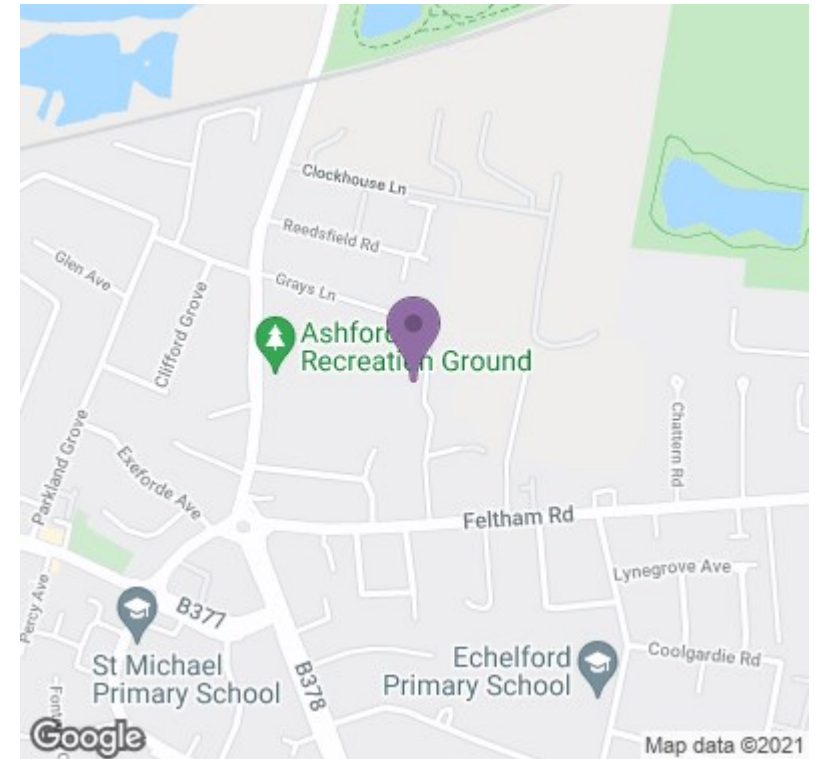 Clockhouse Ln
Reedsfield Rd
Glen Ave
Grays Ln
Clifford Grove
Ashford
Recreation Ground
Parkland Grove
Chattern Rd
Exeforde Ave
Feltham Rd
Lynegrove Ave
Percy Ave
B377
St Michael
Primary School
B378
Echelford
Primary School
Coolgardie Rd
Google
Map data ©2021